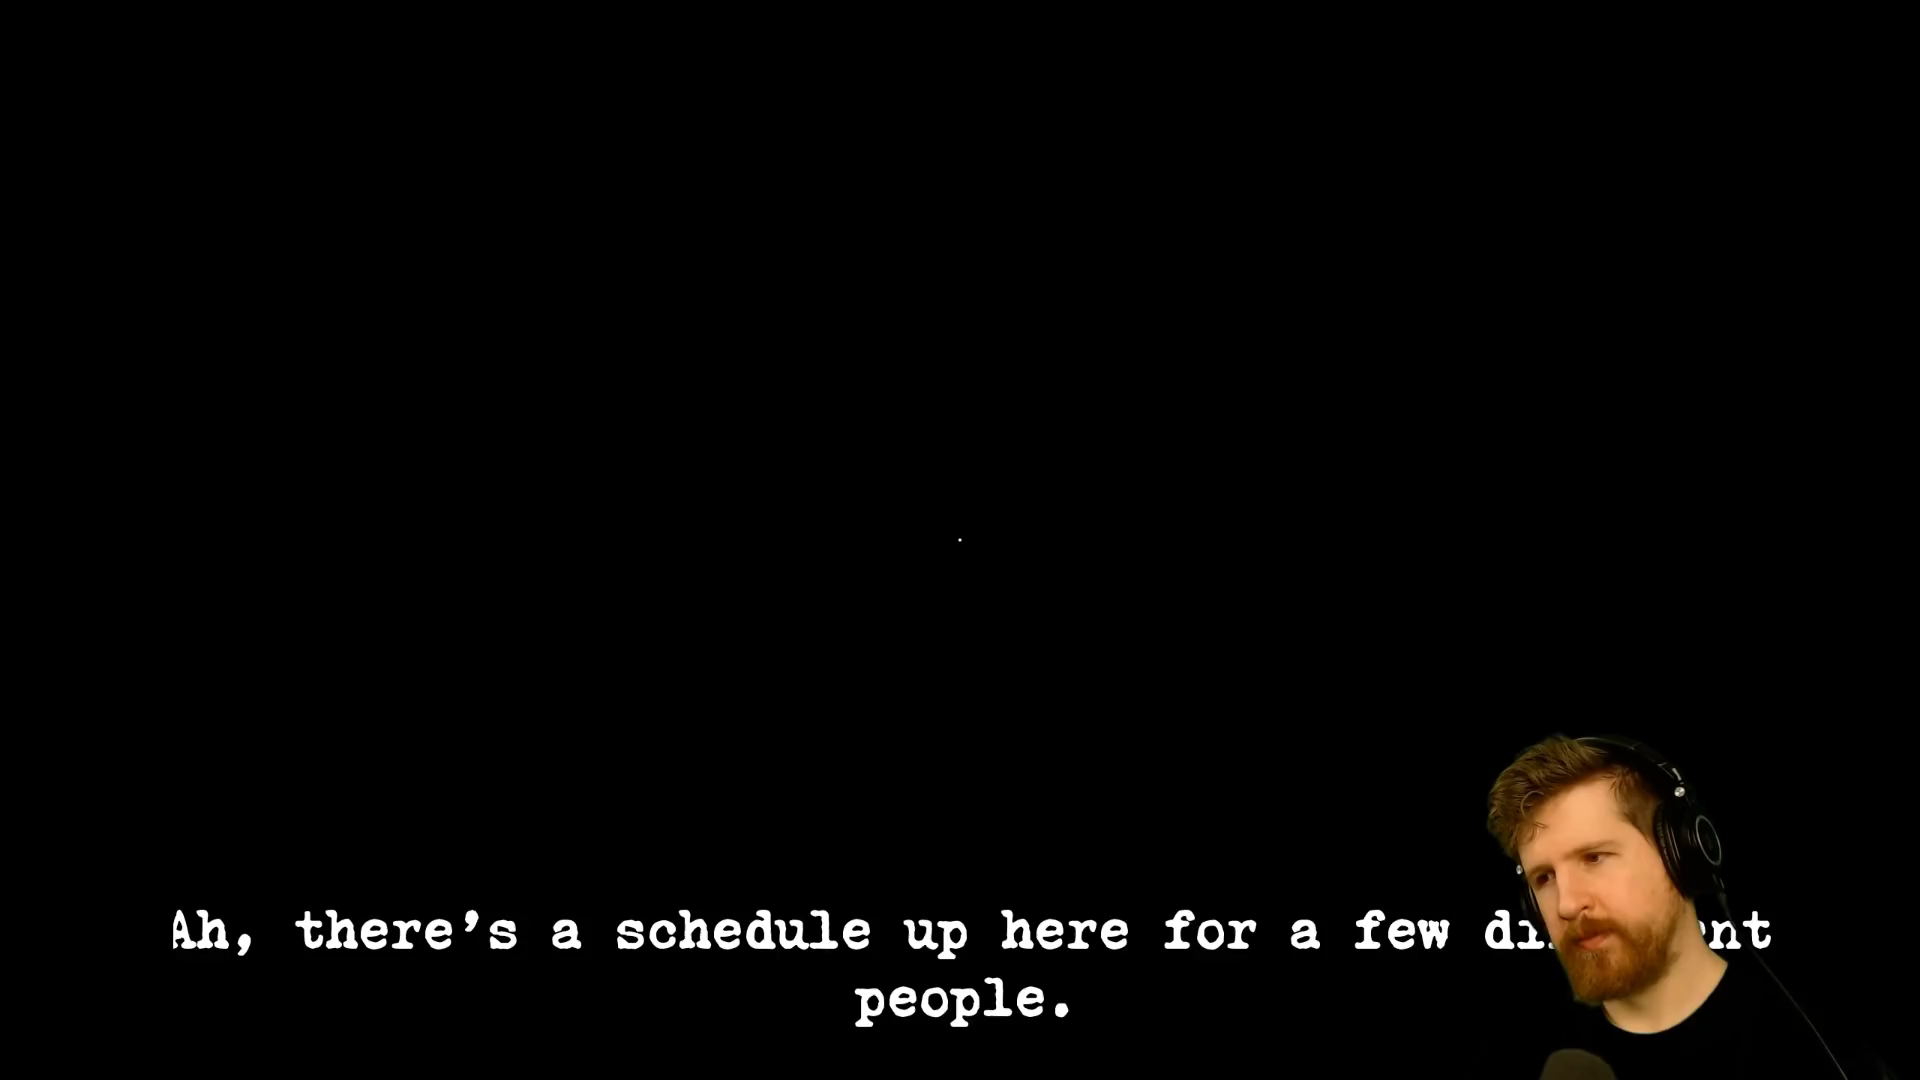 Ah, there's a schedule up here for a few
people.